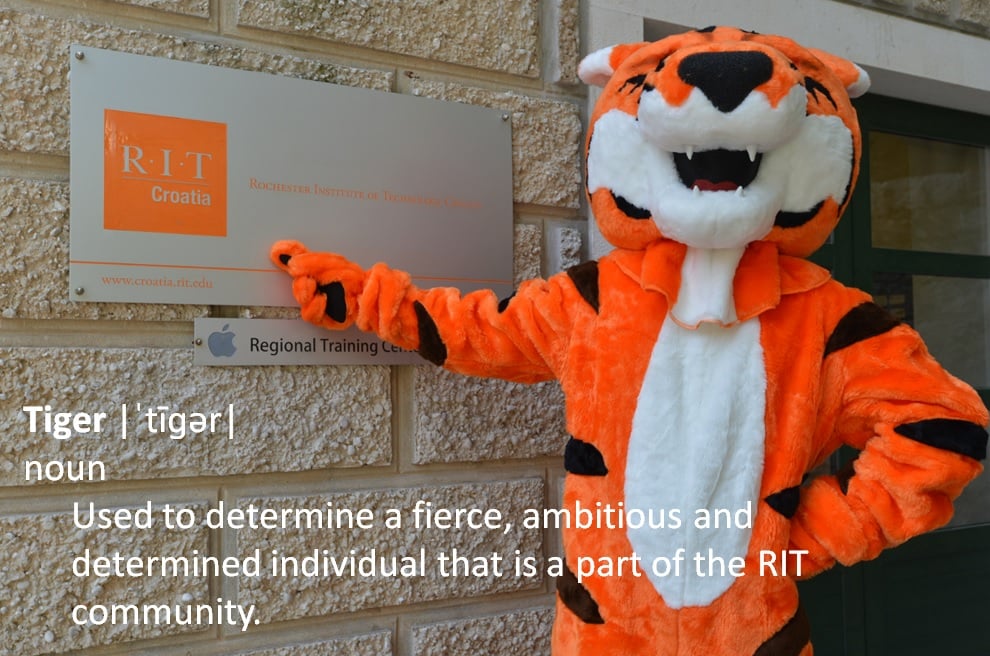 R·I·T
Croatia
Rochester Institute of Technology Croatia
www.croatia.rit.edu
Regional Training
Tiger |ˈtīgər|
noun
Used to determine a fierce, ambitious and
determined individual that is a part of the RIT
community.